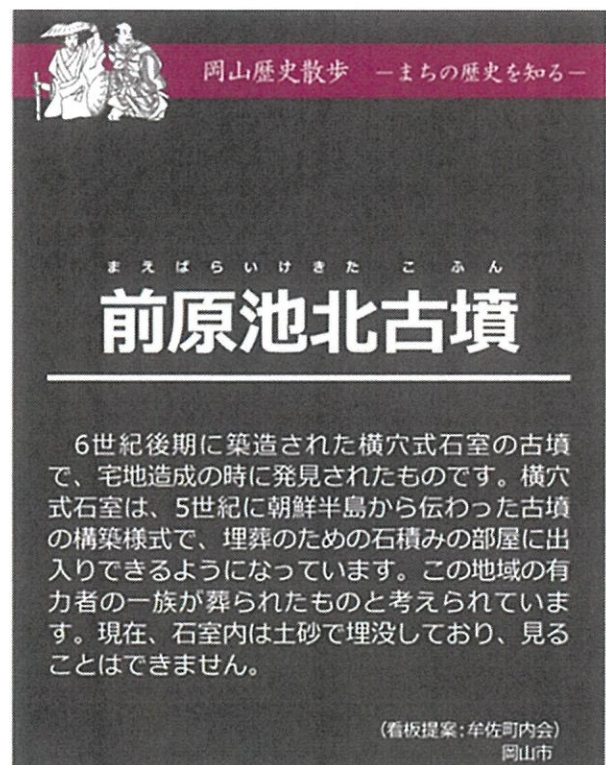 岡山歴史散歩 －まちの歴史を知る－
まえばらいけきた こふん
前原池北古墳
6世紀後期に築造された横穴式石室の古墳
で、宅地造成の時に発見されたものです。横穴
式石室は、5世紀に朝鮮半島から伝わった古墳
の構築様式で、埋葬のための石積みの部屋に出
入りできるようになっています。この地域の有
力者の一族が葬られたものと考えられていま
す。現在、石室内は土砂で埋没しており、見る
ことはできません。
（看板提案：牟佐町内会）
岡山市